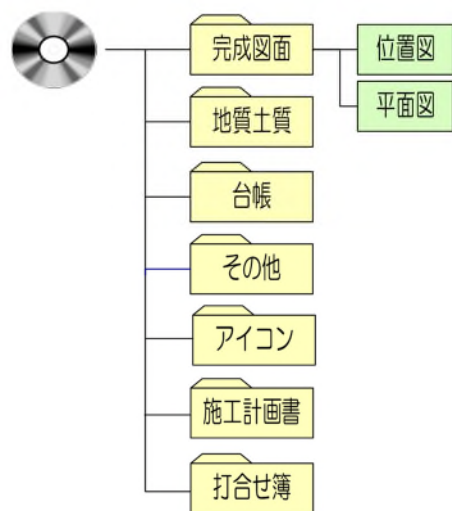 完成図面
位置図
平面図
地質土質
台帳
その他
アイコン
施工計画書
打合せ簿